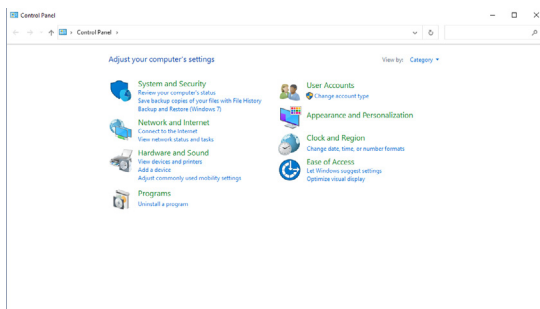 Control Panel
Control Panel
Adjust your computer's settings
View by: Category
System and Security
Review your computer's status
Save backup copies of your files with File History
Backup and Restore (Windows 7)
Network and Internet
Connect to the Internet
View network status and tasks
Hardware and Sound
View devices and printers
Add a device
Adjust commonly used mobility settings
Programs
Uninstall a program
User Accounts
Change account type
Appearance and Personalization
Clock and Region
Change date, time, or number formats
Ease of Access
Let Windows suggest settings
Optimize visual display